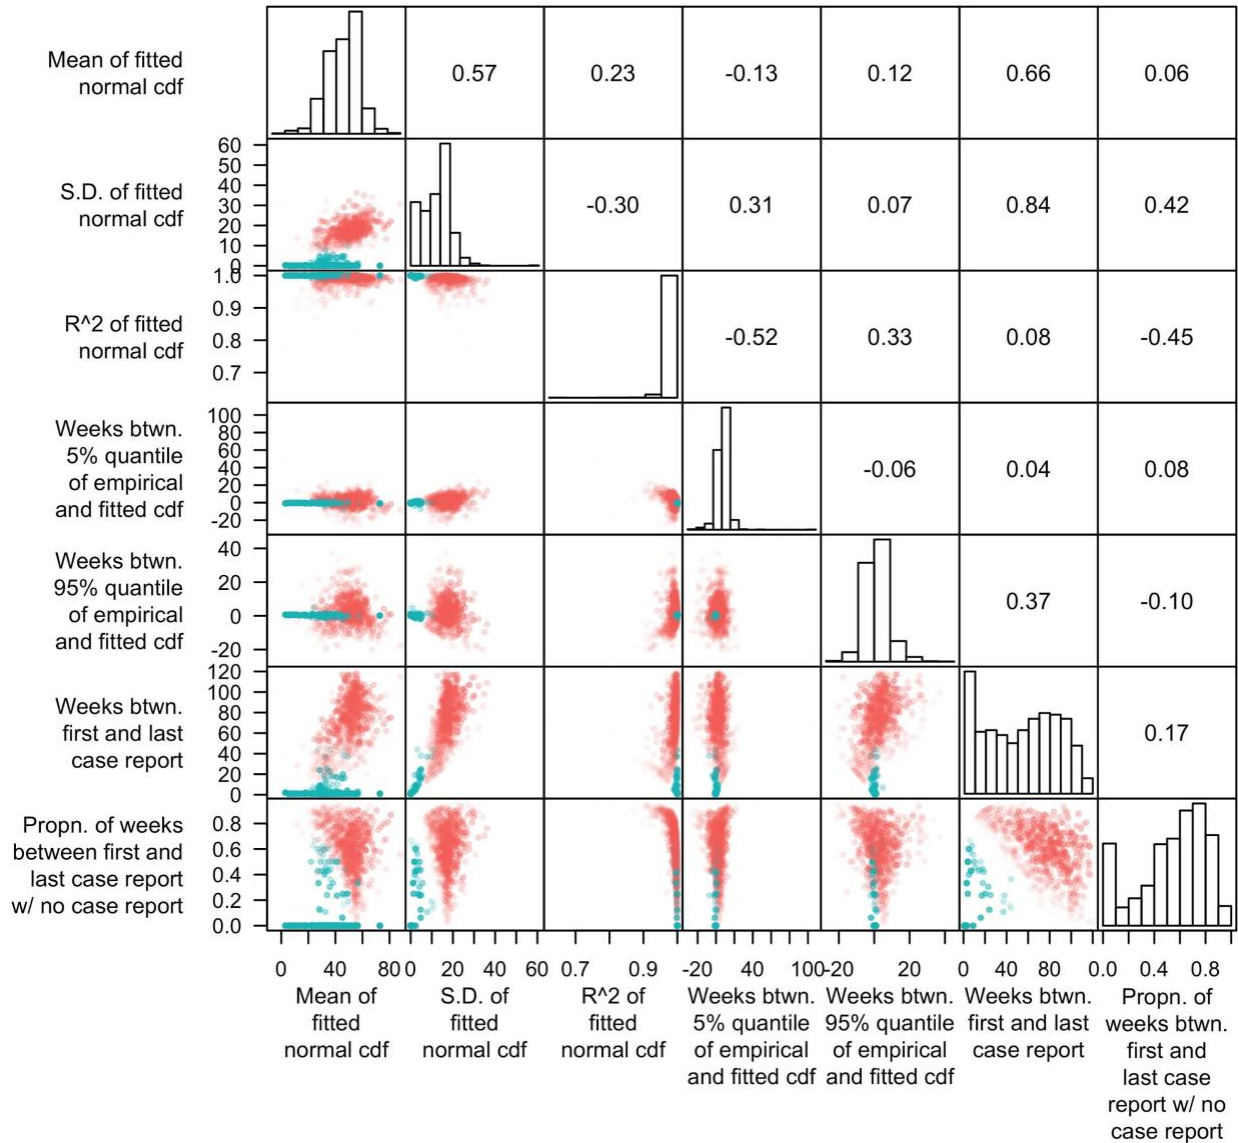 Mean of fitted
normal cdf
0.57
0.23
-0.13
0.12
0.66
0.06
60
50
40
30
20
10
0
S.D. of fitted
normal cdf
-0.30
0.31
0.07
0.84
0.42
1.0
0.9
0.8
0.7
R^2 of fitted
normal cdf
-0.52
0.33
0.08
-0.45
100
80
60
40
20
0
-20
Weeks btwn.
5% quantile
of empirical
and fitted cdf
-0.06
0.04
0.08
40
20
0
-20
Weeks btwn.
95% quantile
of empirical
and fitted cdf
0.37
-0.10
120
100
80
60
40
20
0
Weeks btwn.
first and last
case report
0.17
0.8
0.6
0.4
0.2
0.0
Propn. of weeks
between first and
last case report
w/ no case report
0 40 80 0 20 40 60 0.7 0.9 -20 40 100 -20 20 0 40 80 0.0 0.4 0.8
Mean of
fitted
normal cdf
S.D. of
fitted
normal cdf
R^2 of
fitted
normal cdf
Weeks btwn.
5% quantile
of empirical
and fitted cdf
Weeks btwn.
95% quantile
of empirical
and fitted cdf
Weeks btwn.
first and last
case report
Propn. of
weeks btwn.
first and
last case
report w/ no
case report